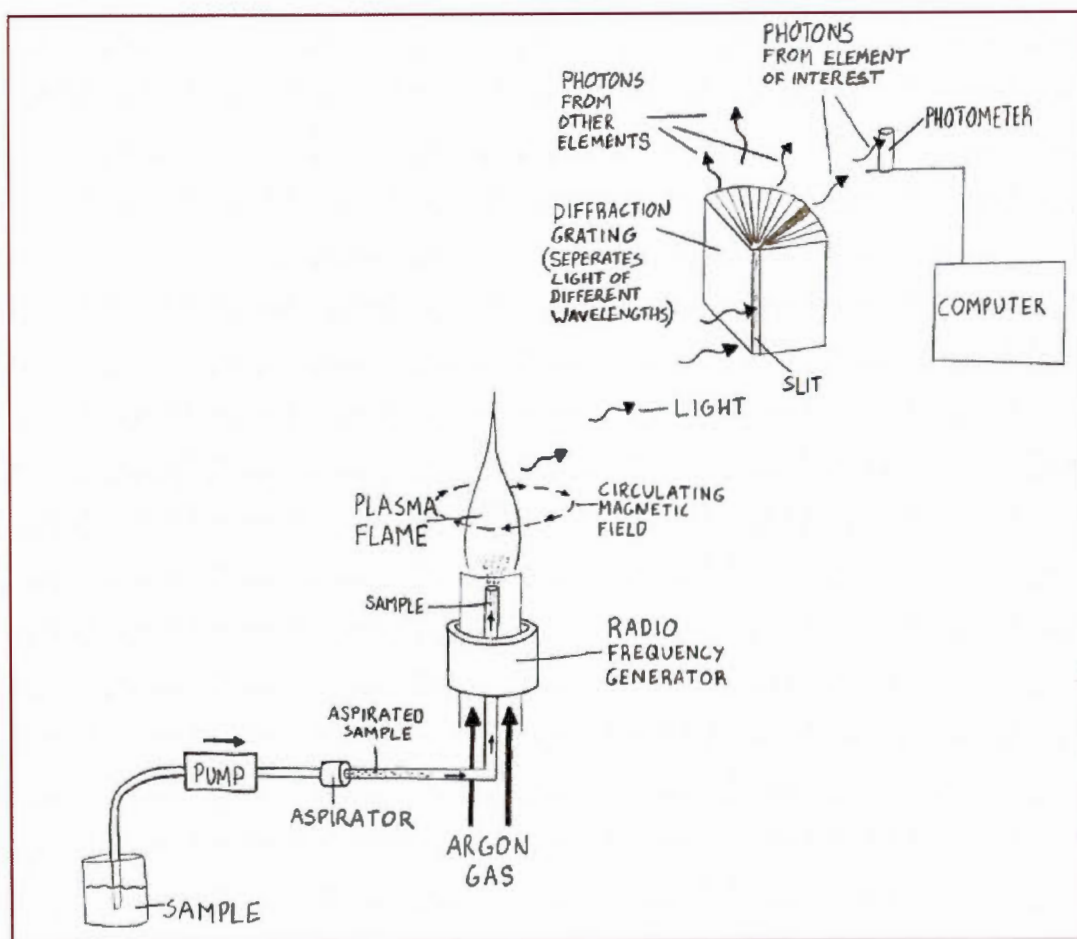 PHOTONS
FROM ELEMENT
OF INTEREST
PHOTONS
FROM
OTHER
ELEMENTS
PHOTOMETER
DIFFRACTION
GRATING
(SEPERATES
LIGHT OF
DIFFERENT
WAVELENGTHS)
COMPUTER
SLIT
LIGHT
PLASMA
FLAME
CIRCULATING
MAGNETIC
FIELD
SAMPLE
RADIO
FREQUENCY
GENERATOR
ASPIRATED
SAMPLE
PUMP
ASPIRATOR
ARGON
GAS
SAMPLE